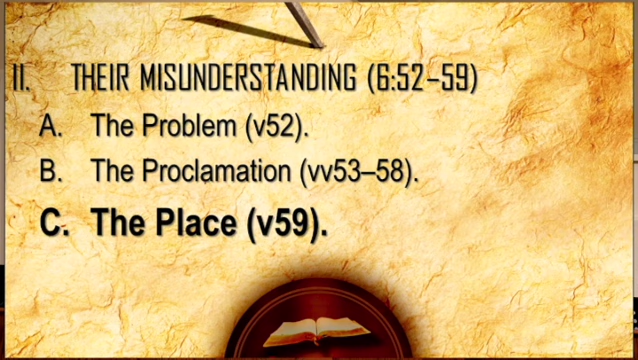 II. THEIR MISUNDERSTANDING (6:52–59)
A. The Problem (v52).
B. The Proclamation (vv53–58).
C. The Place (v59).